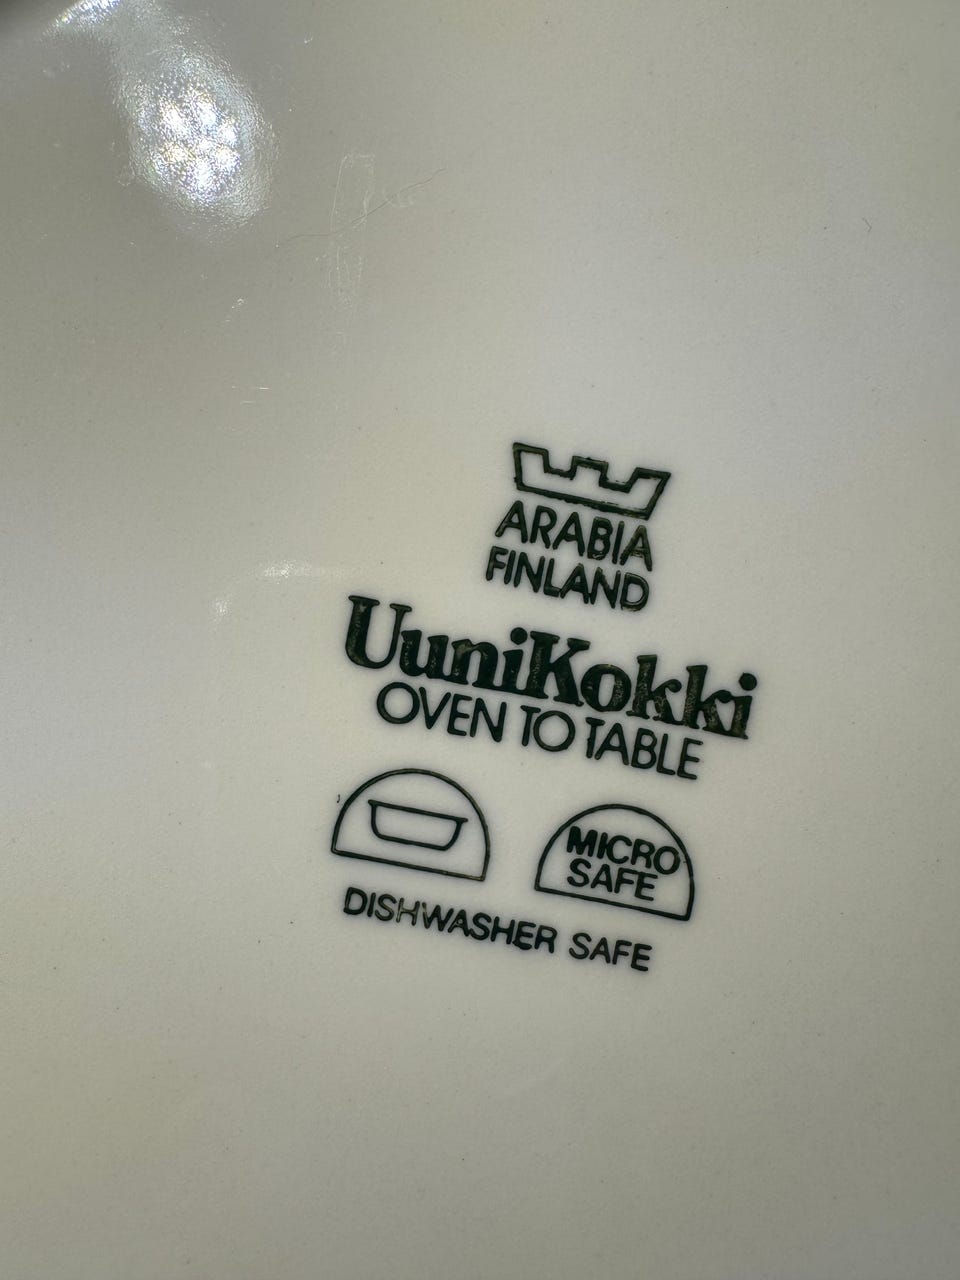 ARABIA
FINLAND
UuniKokki
OVEN TO TABLE
MICRO
SAFE
DISHWASHER SAFE